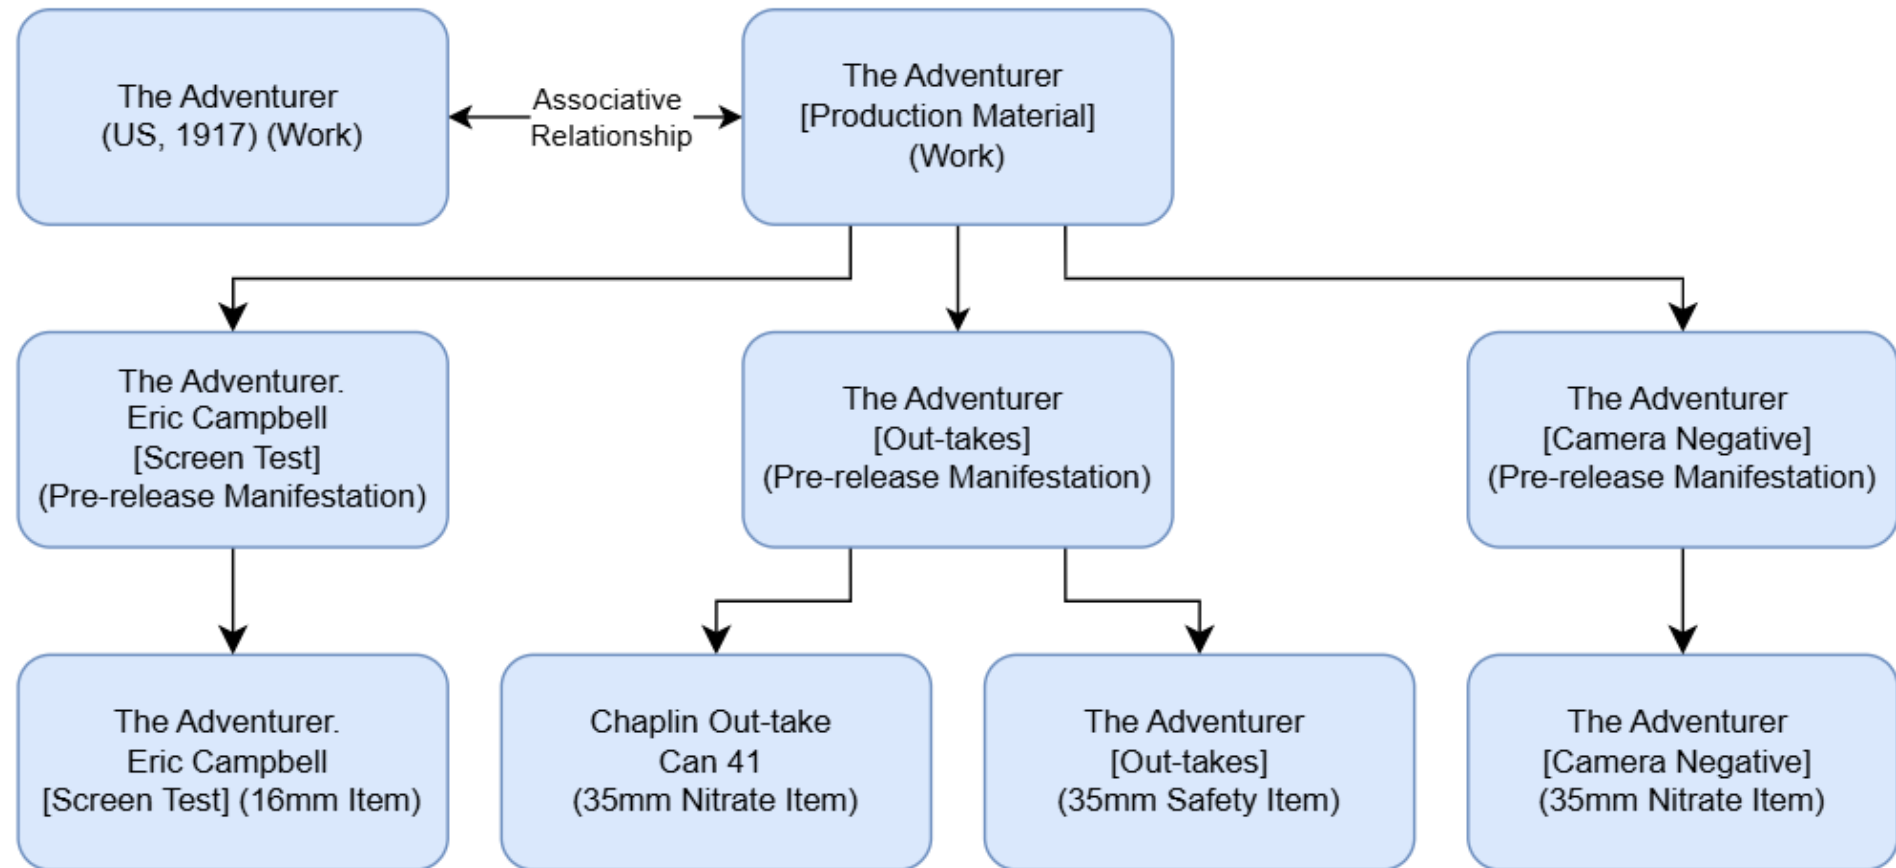 The Adventurer
(US, 1917) (Work)
Associative
Relationship
The Adventurer
[Production Material]
(Work)
The Adventurer.
Eric Campbell
[Screen Test]
(Pre-release Manifestation)
The Adventurer
[Out-takes]
(Pre-release Manifestation)
The Adventurer
[Camera Negative]
(Pre-release Manifestation)
The Adventurer.
Eric Campbell
[Screen Test] (16mm Item)
Chaplin Out-take
Can 41
(35mm Nitrate Item)
The Adventurer
[Out-takes]
(35mm Safety Item)
The Adventurer
[Camera Negative]
(35mm Nitrate Item)